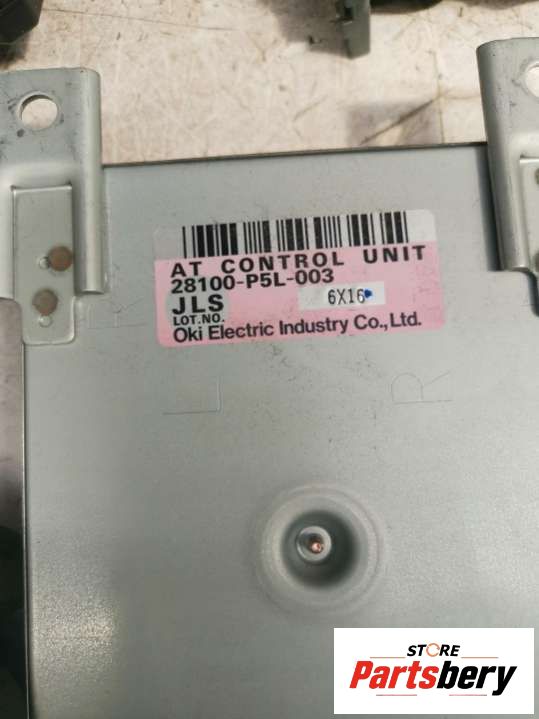 AT CONTROL UNIT
28100-P5L-003
JLS 6X16
LOT.NO.
Oki Electric Industry Co., Ltd.
L R
STORE
Partsbery